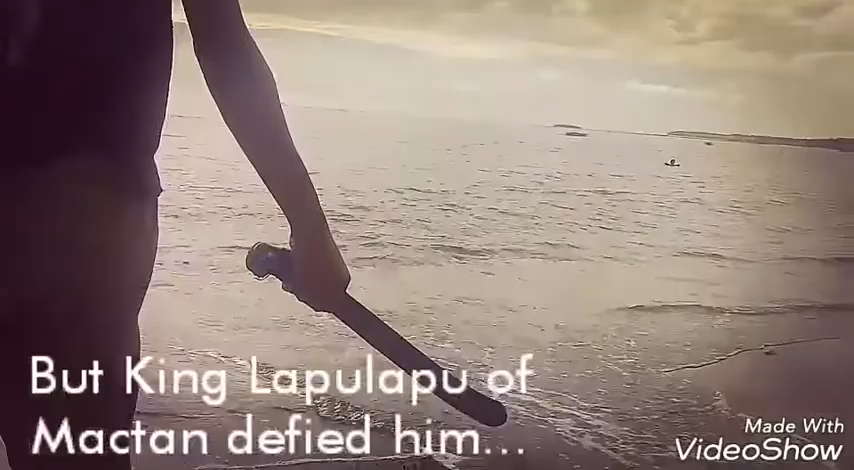 But King Lapulapu of
Mactan defied him...
Made With
VideoShow